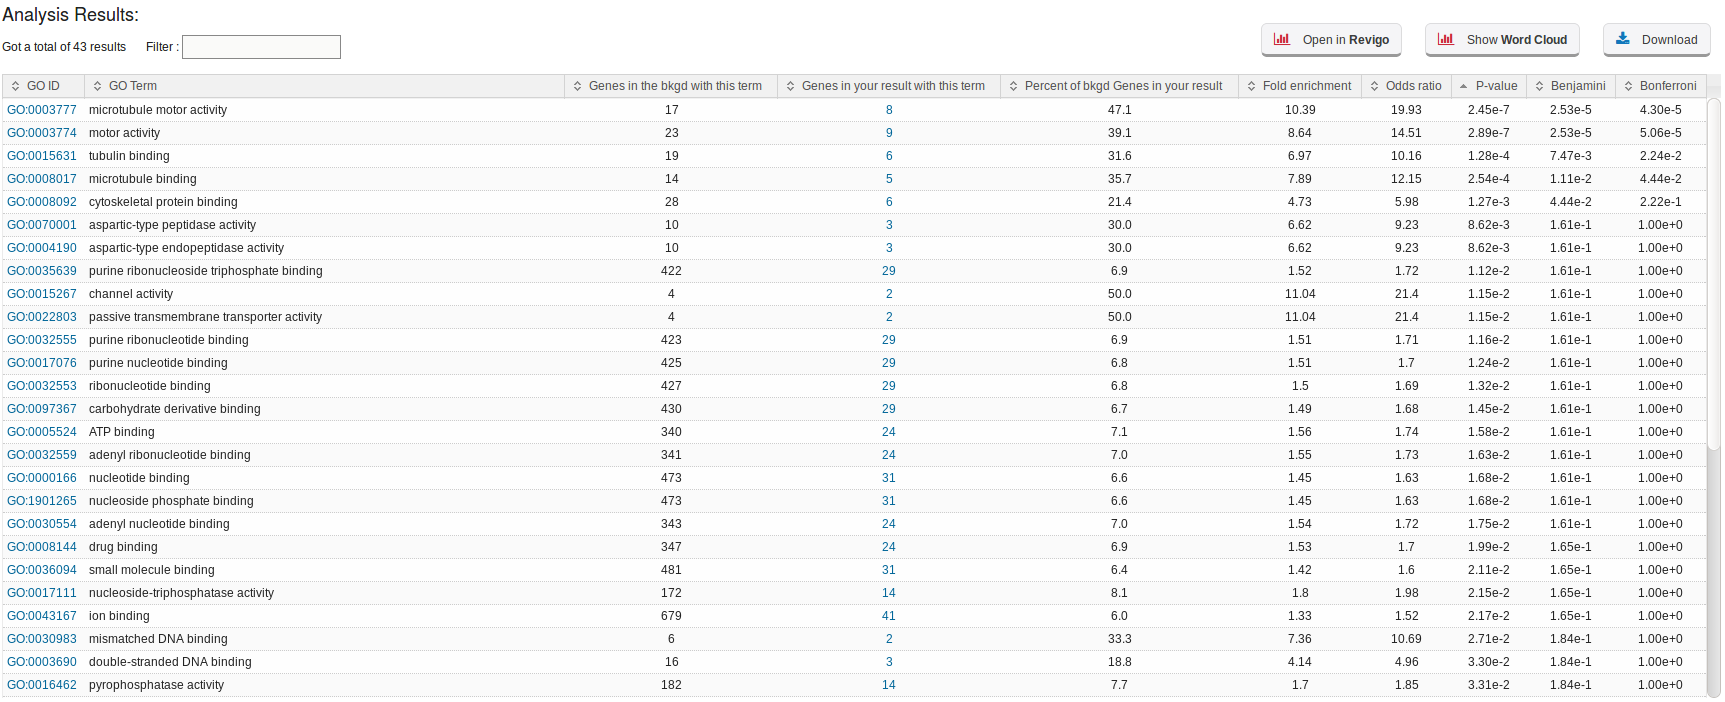 Analysis Results:
Got a total of 43 results Filter : Open in Revigo Show Word Cloud Download
GO ID GO Term Genes in the bkgd with this term Genes in your result with this term Percent of bkgd Genes in your result Fold enrichment Odds ratio P-value Benjamini Bonferroni
GO:0003777 microtubule motor activity 17 8 47.1 10.39 19.93 2.45e-7 2.53e-5 4.30e-5
GO:0003774 motor activity 23 9 39.1 8.64 14.51 2.89e-7 2.53e-5 5.06e-5
GO:0015631 tubulin binding 19 6 31.6 6.97 10.16 1.28e-4 7.47e-3 2.24e-2
GO:0008017 microtubule binding 14 5 35.7 7.89 12.15 2.54e-4 1.11e-2 4.44e-2
GO:0008092 cytoskeletal protein binding 28 6 21.4 4.73 5.98 1.27e-3 4.44e-2 2.22e-1
GO:0070001 aspartic-type peptidase activity 10 3 30.0 6.62 9.23 8.62e-3 1.61e-1 1.00e+0
GO:0004190 aspartic-type endopeptidase activity 10 3 30.0 6.62 9.23 8.62e-3 1.61e-1 1.00e+0
GO:0035639 purine ribonucleoside triphosphate binding 422 29 6.9 1.52 1.72 1.12e-2 1.61e-1 1.00e+0
GO:0015267 channel activity 4 2 50.0 11.04 21.4 1.15e-2 1.61e-1 1.00e+0
GO:0022803 passive transmembrane transporter activity 4 2 50.0 11.04 21.4 1.15e-2 1.61e-1 1.00e+0
GO:0032555 purine ribonucleotide binding 423 29 6.9 1.51 1.71 1.16e-2 1.61e-1 1.00e+0
GO:0017076 purine nucleotide binding 425 29 6.8 1.51 1.7 1.24e-2 1.61e-1 1.00e+0
GO:0032553 ribonucleotide binding 427 29 6.8 1.5 1.69 1.32e-2 1.61e-1 1.00e+0
GO:0097367 carbohydrate derivative binding 430 29 6.7 1.49 1.68 1.45e-2 1.61e-1 1.00e+0
GO:0005524 ATP binding 340 24 7.1 1.56 1.74 1.58e-2 1.61e-1 1.00e+0
GO:0032559 adenyl ribonucleotide binding 341 24 7.0 1.55 1.73 1.63e-2 1.61e-1 1.00e+0
GO:0000166 nucleotide binding 473 31 6.6 1.45 1.63 1.68e-2 1.61e-1 1.00e+0
GO:1901265 nucleoside phosphate binding 473 31 6.6 1.45 1.63 1.68e-2 1.61e-1 1.00e+0
GO:0030554 adenyl nucleotide binding 343 24 7.0 1.54 1.72 1.75e-2 1.61e-1 1.00e+0
GO:0008144 drug binding 347 24 6.9 1.53 1.7 1.99e-2 1.65e-1 1.00e+0
GO:0036094 small molecule binding 481 31 6.4 1.42 1.6 2.11e-2 1.65e-1 1.00e+0
GO:0017111 nucleoside-triphosphatase activity 172 14 8.1 1.8 1.98 2.15e-2 1.65e-1 1.00e+0
GO:0043167 ion binding 679 41 6.0 1.33 1.52 2.17e-2 1.65e-1 1.00e+0
GO:0030983 mismatched DNA binding 6 2 33.3 7.36 10.69 2.71e-2 1.84e-1 1.00e+0
GO:0003690 double-stranded DNA binding 16 3 18.8 4.14 4.96 3.30e-2 1.84e-1 1.00e+0
GO:0016462 pyrophosphatase activity 182 14 7.7 1.7 1.85 3.31e-2 1.84e-1 1.00e+0